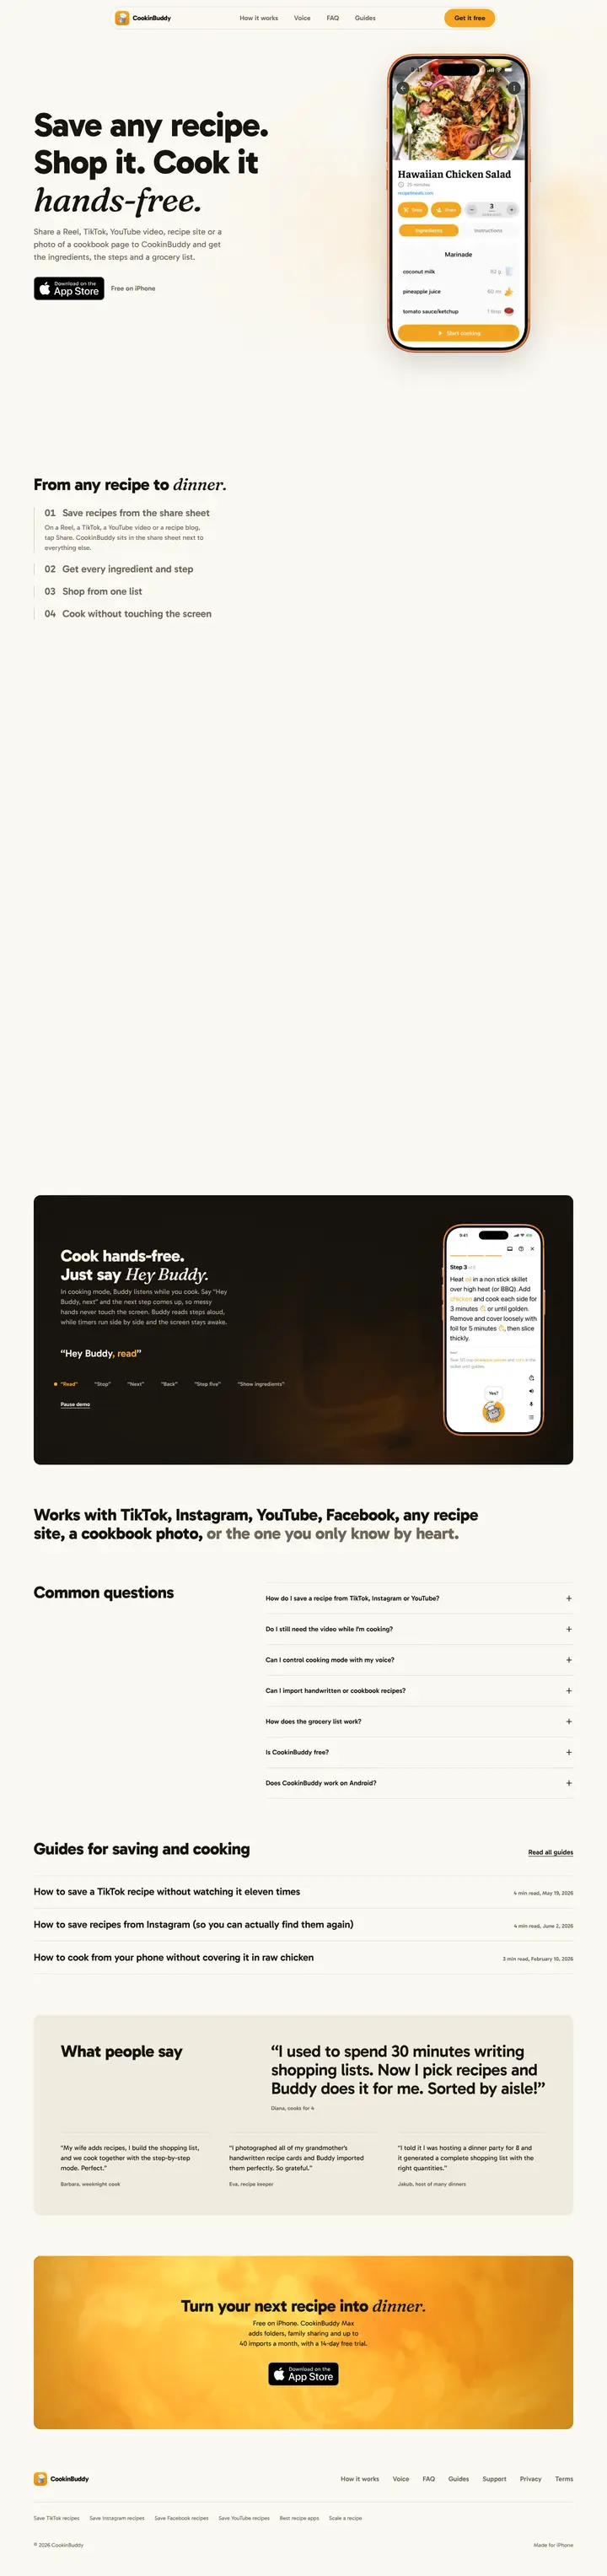 CookinBuddy
How it works
Voice
FAQ
Guides
Get it free
Save any recipe.
Shop it. Cook it
hands-free.
Share a Reel, TikTok, YouTube video, recipe site or a
photo of a cookbook page to CookinBuddy and get
the ingredients, the steps and a grocery list.
Download on the
App Store
Free on iPhone
9:41
Hawaiian Chicken Salad
25 minutes
recipetineats.com
3
Ingredients
Instructions
Marinade
coconut milk
62 g
pineapple juice
60 ml
tomato sauce/ketchup
1 tbsp
Start cooking
From any recipe to dinner.
01 Save recipes from the share sheet
On a Reel, a TikTok, a YouTube video or a recipe blog,
tap Share. CookinBuddy sits in the share sheet next to
everything else.
02 Get every ingredient and step
03 Shop from one list
04 Cook without touching the screen
Cook hands-free.
Just say Hey Buddy.
In cooking mode, Buddy listens while you cook. Say “Hey
Buddy, next” and the next step comes up, so messy
hands never touch the screen. Buddy reads steps aloud,
while timers run side by side and the screen stays awake.
“Hey Buddy, read”
“Read”
“Stop”
“Next”
“Back”
“Step five”
“Show ingredients”
Pause demo
9:41
Step 3
Heat oil in a non stick skillet
over high heat (or BBQ). Add
chicken and cook each side for
3 minutes or until golden.
Remove and cover loosely with
foil for 5 minutes, then slice
thickly.
Yes?
Works with TikTok, Instagram, YouTube, Facebook, any recipe
site, a cookbook photo, or the one you only know by heart.
Common questions
How do I save a recipe from TikTok, Instagram or YouTube?
Do I still need the video while I’m cooking?
Can I control cooking mode with my voice?
Can I import handwritten or cookbook recipes?
How does the grocery list work?
Is CookinBuddy free?
Does CookinBuddy work on Android?
Guides for saving and cooking
Read all guides
How to save a TikTok recipe without watching it eleven times
4 min read, May 19, 2026
How to save recipes from Instagram (so you can actually find them again)
4 min read, June 2, 2026
How to cook from your phone without covering it in raw chicken
3 min read, February 10, 2026
What people say
“I used to spend 30 minutes writing
shopping lists. Now I pick recipes and
Buddy does it for me. Sorted by aisle!”
Diana, cooks for 4
“My wife adds recipes, I build the shopping list,
and we cook together with the step-by-step
mode. Perfect.”
Barbara, weeknight cook
“I photographed all of my grandmother’s
handwritten recipe cards and Buddy imported
them perfectly. So grateful.”
Eva, recipe keeper
“I told it I was hosting a dinner party for 8 and
it generated a complete shopping list with the
right quantities.”
Jakub, host of many dinners
Turn your next recipe into dinner.
Free on iPhone. CookinBuddy Max
adds folders, family sharing and up to
40 imports a month, with a 14-day free trial.
Download on the
App Store
CookinBuddy
How it works
Voice
FAQ
Guides
Support
Privacy
Terms
Save TikTok recipes
Save Instagram recipes
Save Facebook recipes
Save YouTube recipes
Best recipe apps
Scale a recipe
© 2026 CookinBuddy
Made for iPhone